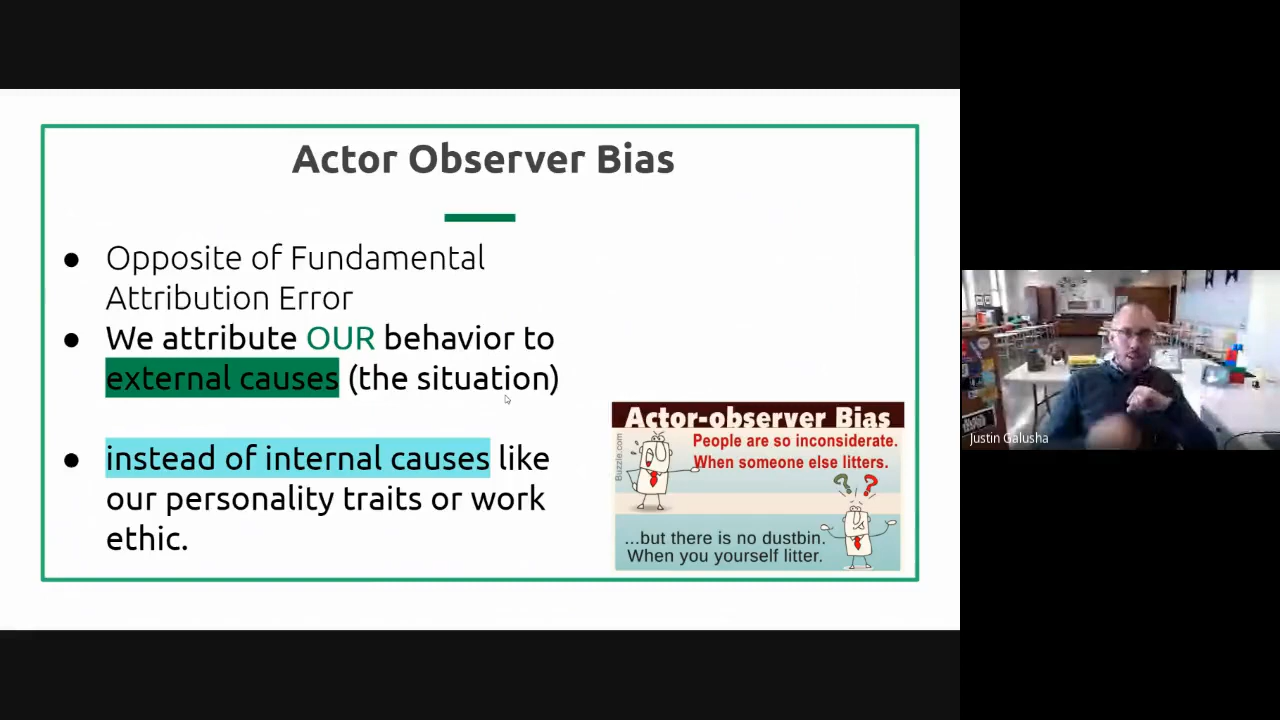 Actor Observer Bias
● Opposite of Fundamental
Attribution Error
● We attribute OUR behavior to
external causes (the situation)
● instead of internal causes like
our personality traits or work
ethic.
Actor-observer Bias
People are so inconsiderate.
When someone else litters.
Buzzle.com
? ?
...but there is no dustbin.
When you yourself litter.
Justin Galusha